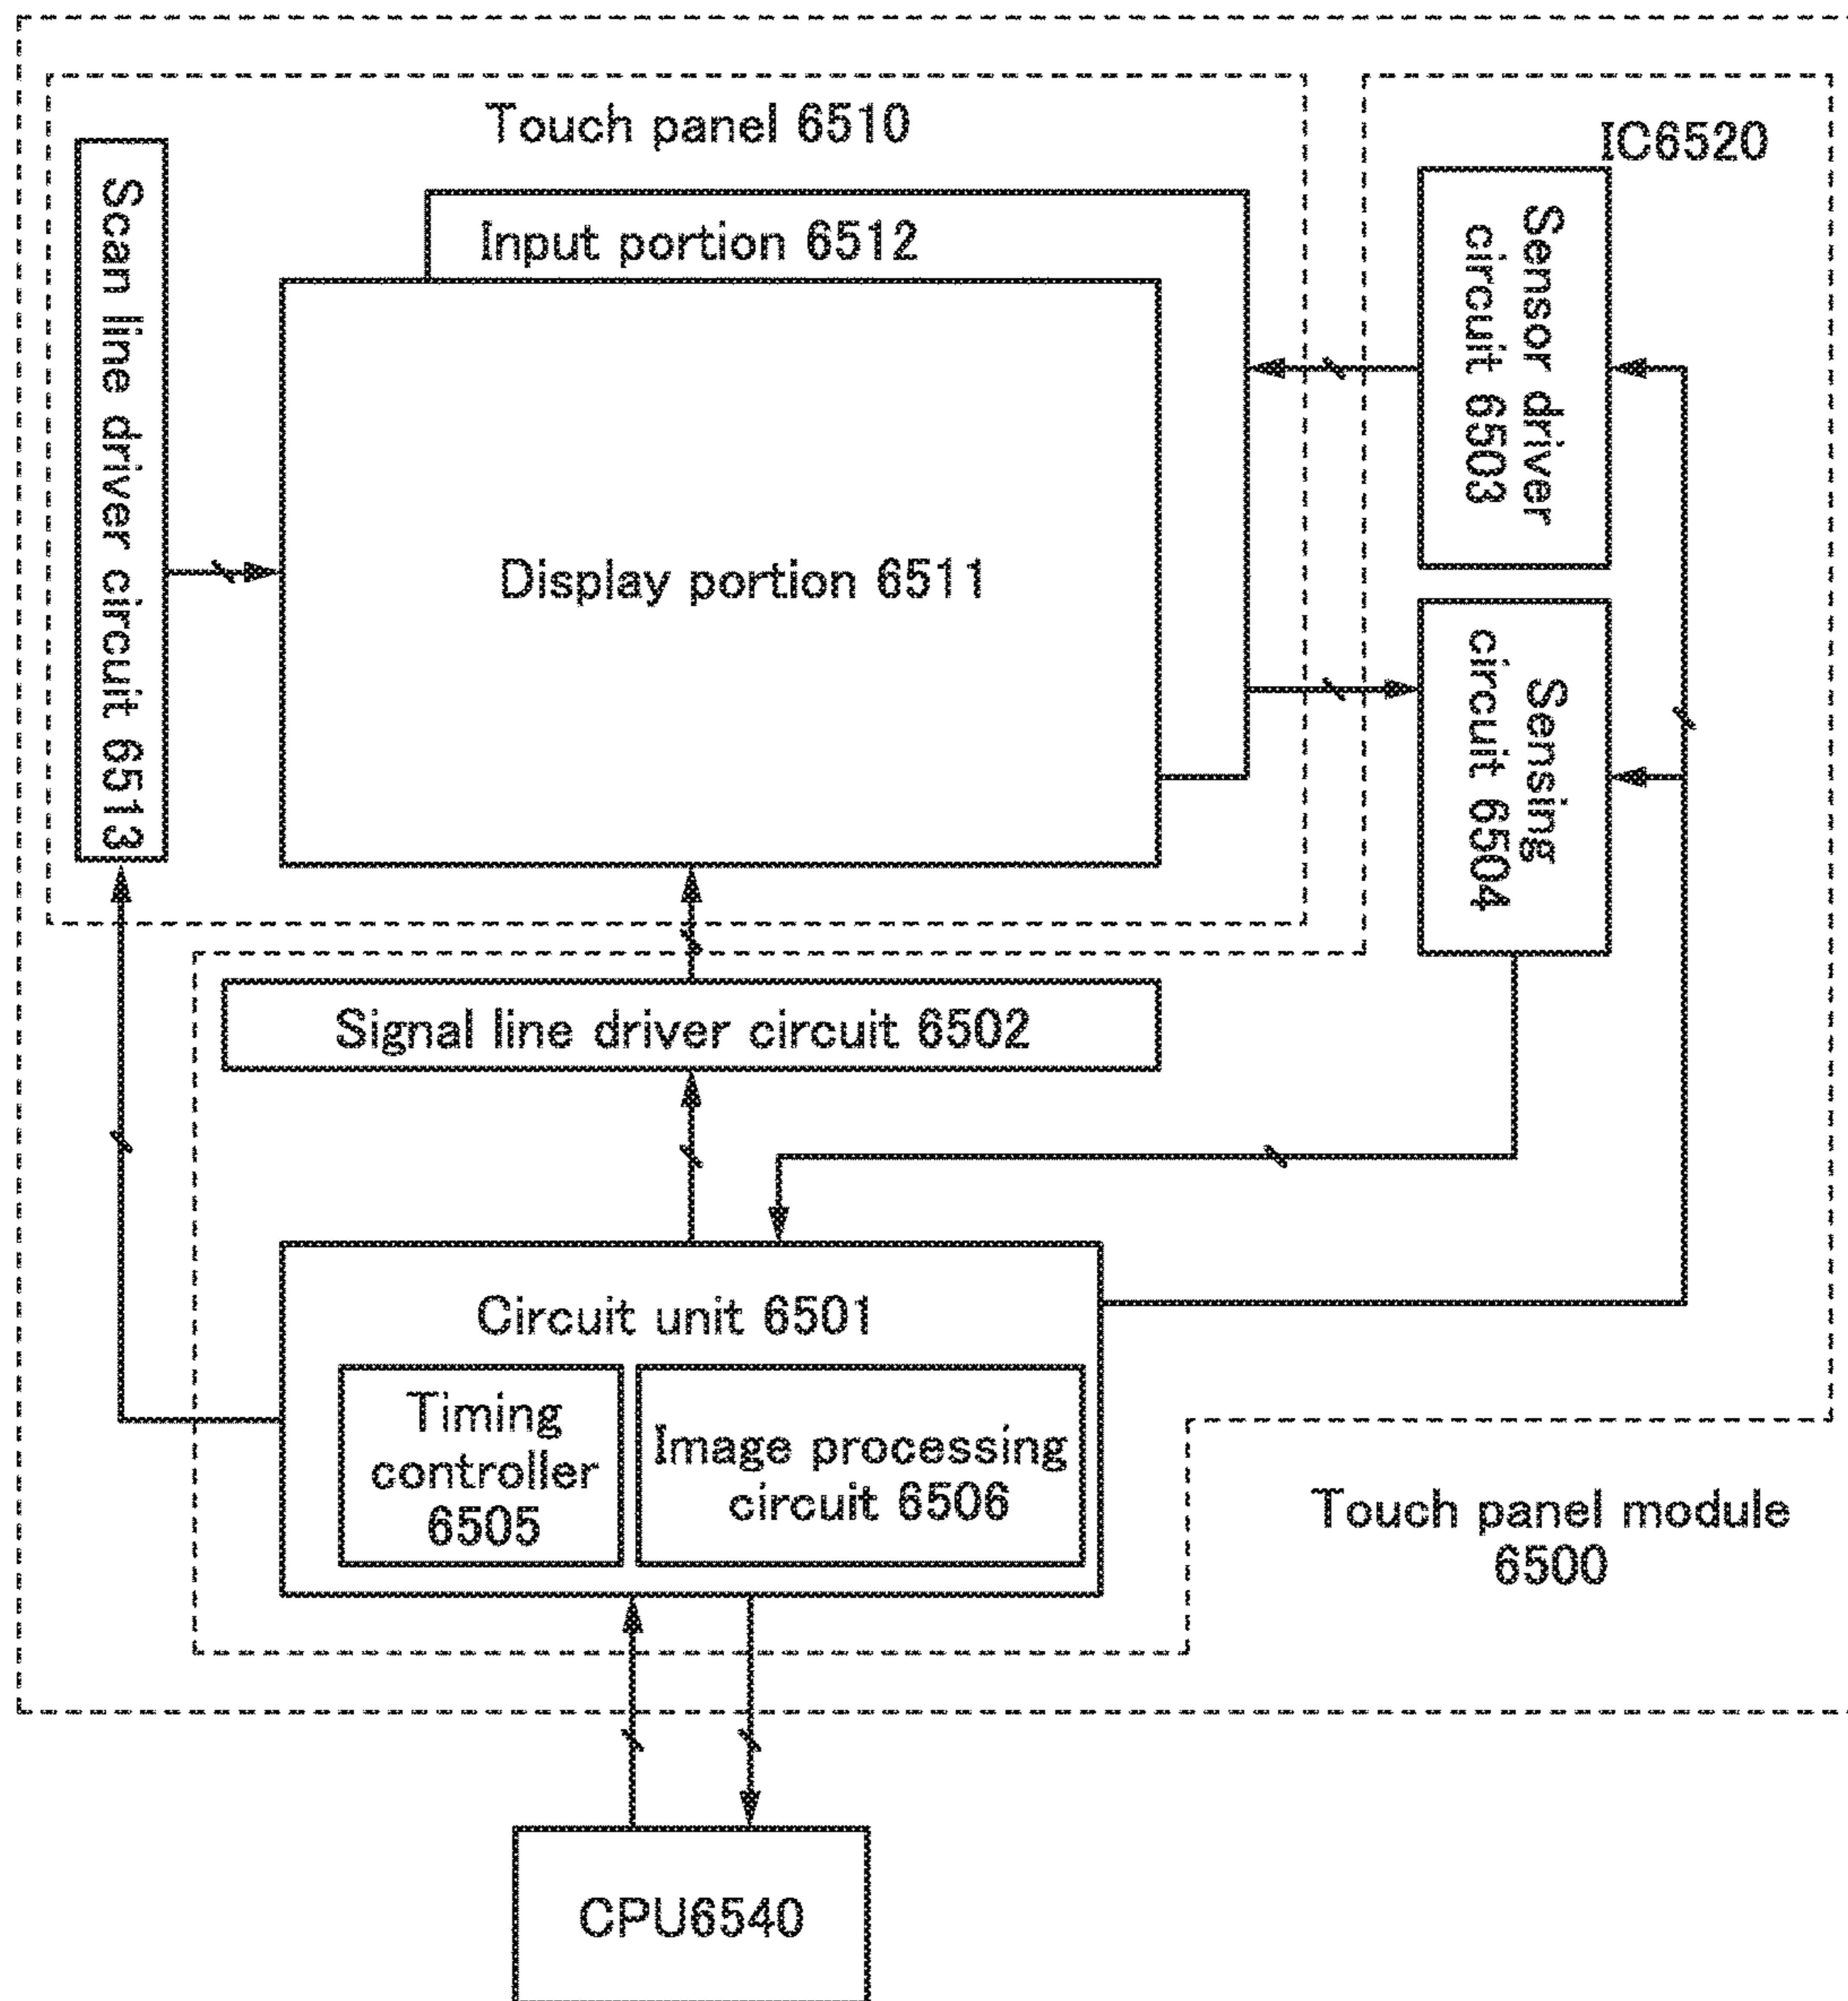 Touch panel 6510
IC6520
Scan line driver circuit 6513
Input portion 6512
Sensor driver
circuit 6503
Display portion 6511
Sensing
circuit 6504
Signal line driver circuit 6502
Circuit unit 6501
Timing
controller
6505
Image processing
circuit 6506
Touch panel module
6500
CPU6540